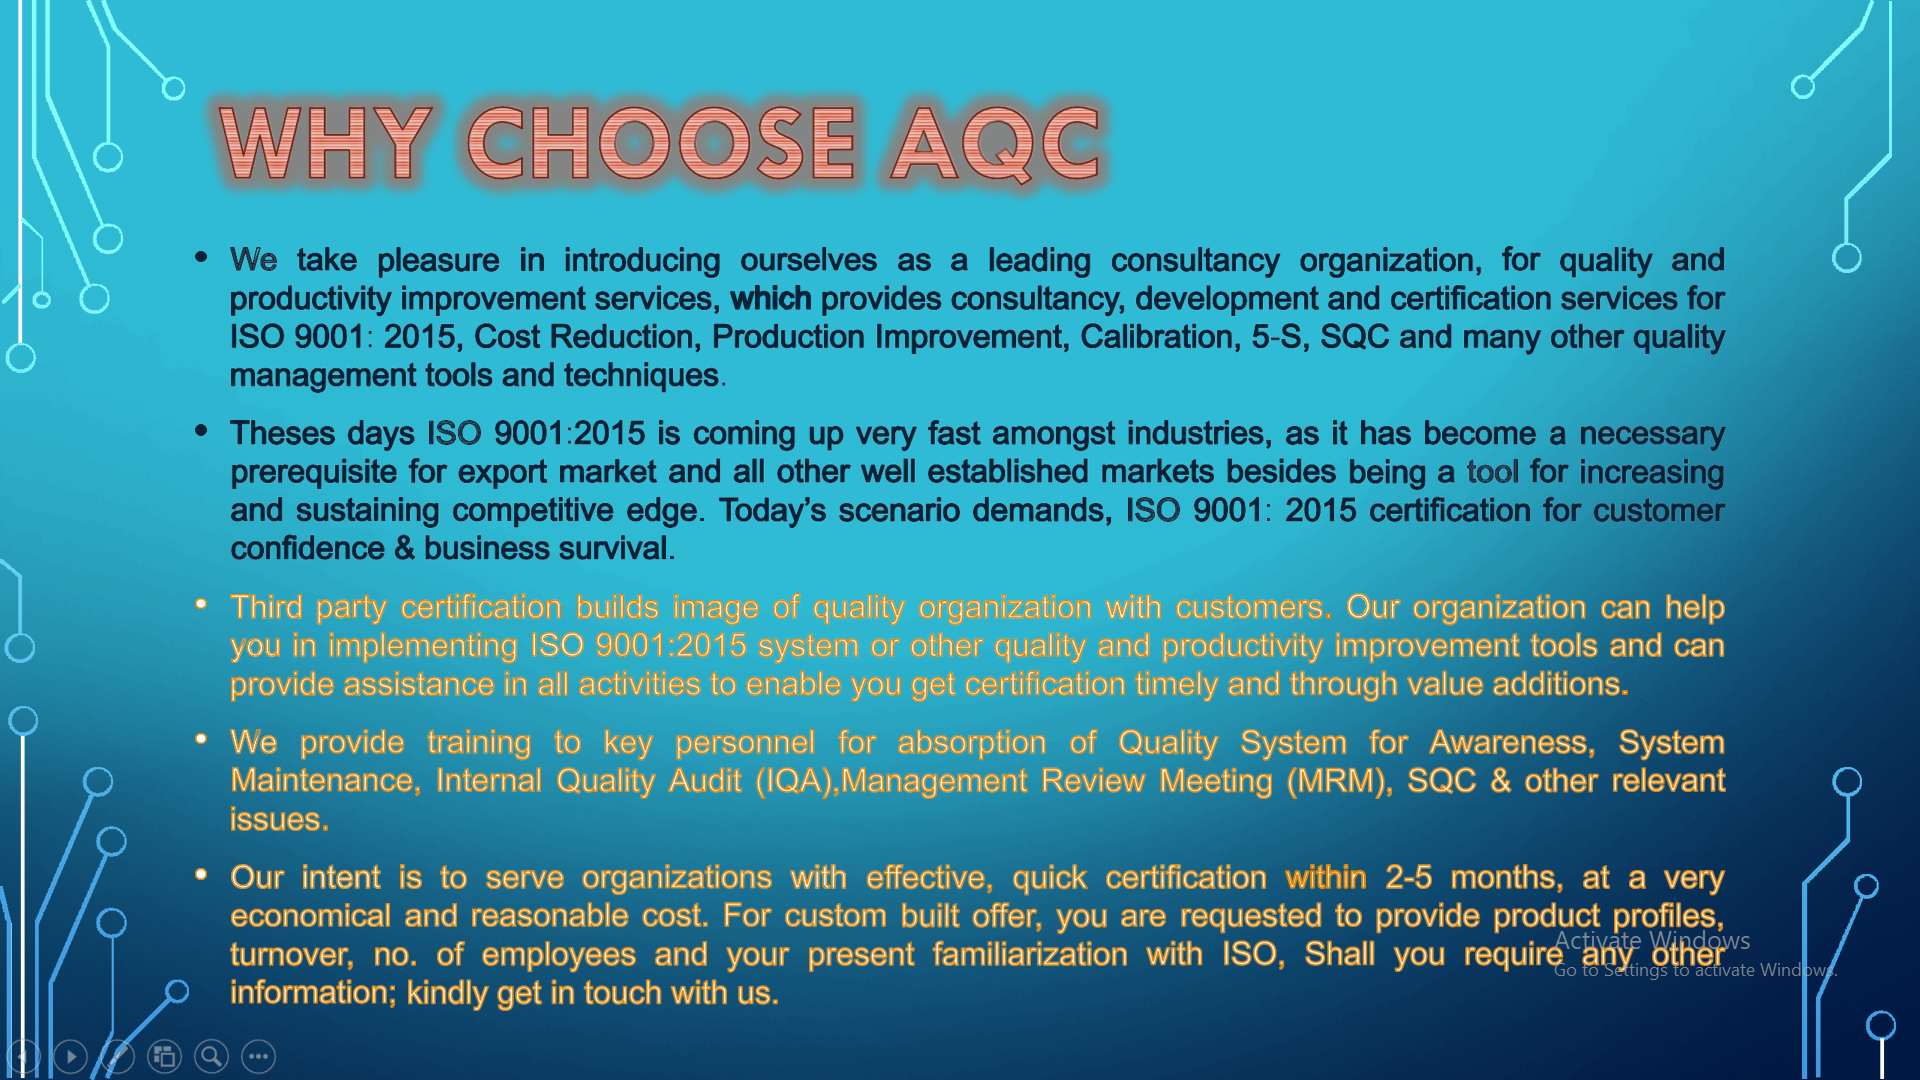 WHY CHOOSE AQC
• We take pleasure in introducing ourselves as a leading consultancy organization, for quality and
productivity improvement services, which provides consultancy, development and certification services for
ISO 9001: 2015, Cost Reduction, Production Improvement, Calibration, 5-S, SQC and many other quality
management tools and techniques.
• Theses days ISO 9001:2015 is coming up very fast amongst industries, as it has become a necessary
prerequisite for export market and all other well established markets besides being a tool for increasing
and sustaining competitive edge. Today’s scenario demands, ISO 9001: 2015 certification for customer
confidence & business survival.
• Third party certification builds image of quality organization with customers. Our organization can help
you in implementing ISO 9001:2015 system or other quality and productivity improvement tools and can
provide assistance in all activities to enable you get certification timely and through value additions.
• We provide training to key personnel for absorption of Quality System for Awareness, System
Maintenance, Internal Quality Audit (IQA),Management Review Meeting (MRM), SQC & other relevant
issues.
• Our intent is to serve organizations with effective, quick certification within 2-5 months, at a very
economical and reasonable cost. For custom built offer, you are requested to provide product profiles,
turnover, no. of employees and your present familiarization with ISO, Shall you require any other
information; kindly get in touch with us.
Activate Windows
Go to Settings to activate Windows.